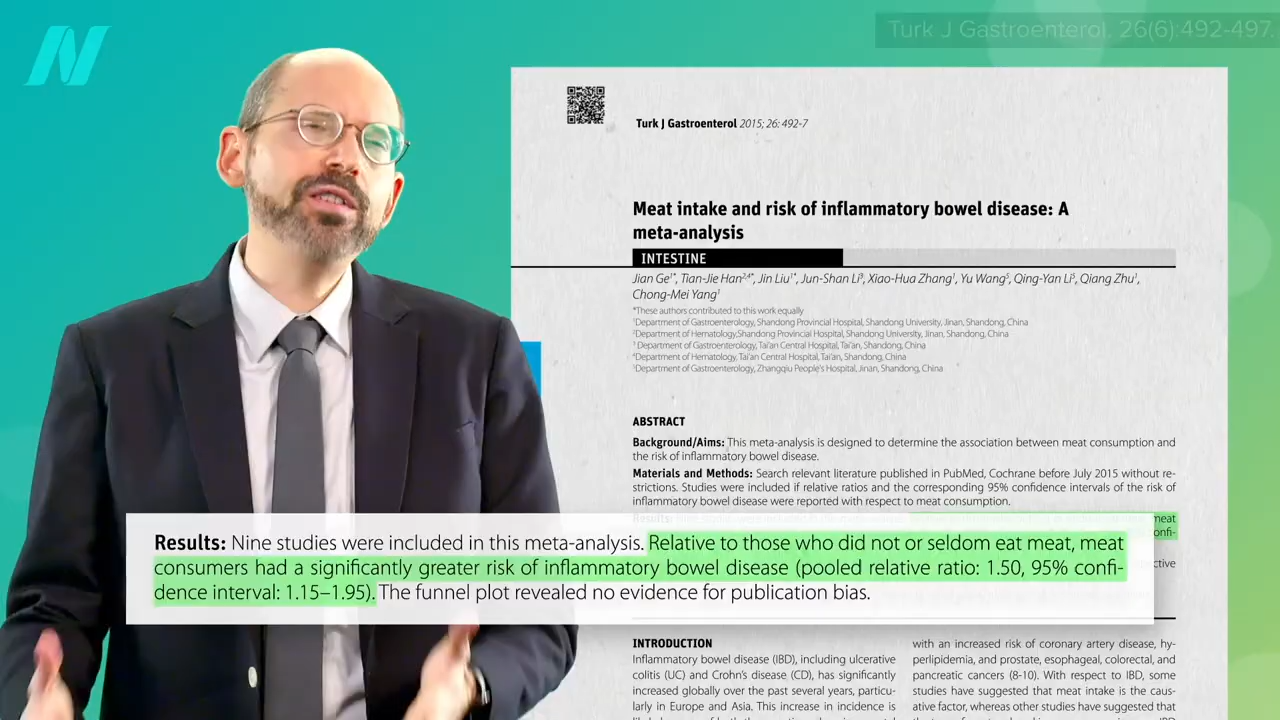 Turk J Gastroenterol. 26(6):492-497.
Turk J Gastroenterol 2015; 26: 492-7
Meat intake and risk of inflammatory bowel disease: A
meta-analysis
INTESTINE
Jian Ge1*, Tian-Jie Han2,4*, Jin Liu1*, Jun-Shan Li3, Xiao-Hua Zhang1, Yu Wang5, Qing-Yan Li5, Qiang Zhu1,
Chong-Mei Yang1
*These authors contributed to this work equally
1Department of Gastroenterology, Shandong Provincial Hospital, Shandong University, Jinan, Shandong, China
2Department of Hematology,Shandong Provincial Hospital, Shandong University, Jinan, Shandong, China
3 Department of Gastroenterology, Tai'an Central Hospital, Tai'an, Shandong, China
4Department of Hematology, Tai'an Central Hospital, Tai'an, Shandong, China
Department of Gastroenterology, Zhangqiu People's Hospital, Jinan, Shandong, China
ABSTRACT
Background/Aims: This meta-analysis is designed to determine the association between meat consumption and
the risk of inflammatory bowel disease.
Materials and Methods: Search relevant literature published in PubMed, Cochrane before July 2015 without re-
strictions. Studies were included if relative ratios and the corresponding 95% confidence intervals of the risk of
inflammatory bowel disease were reported with respect to meat consumption.
meat
Results: Nine studies were included in this meta-analysis. Relative to those who did not or seldom eat meat, meat
consumers had a significantly greater risk of inflammatory bowel disease (pooled relative ratio: 1.50, 95% confi-
dence interval: 1.15–1.95). The funnel plot revealed no evidence for publication bias.
INTRODUCTION
Inflammatory bowel disease (IBD), including ulcerative
colitis (UC) and Crohn's disease (CD), has significantly
increased globally over the past several years, particu-
larly in Europe and Asia. This increase in incidence is
with an increased risk of coronary artery disease, hy-
perlipidemia, and prostate, esophageal, colorectal, and
pancreatic cancers (8-10). With respect to IBD, some
studies have suggested that meat intake is the caus-
ative factor, whereas other studies have suggested that